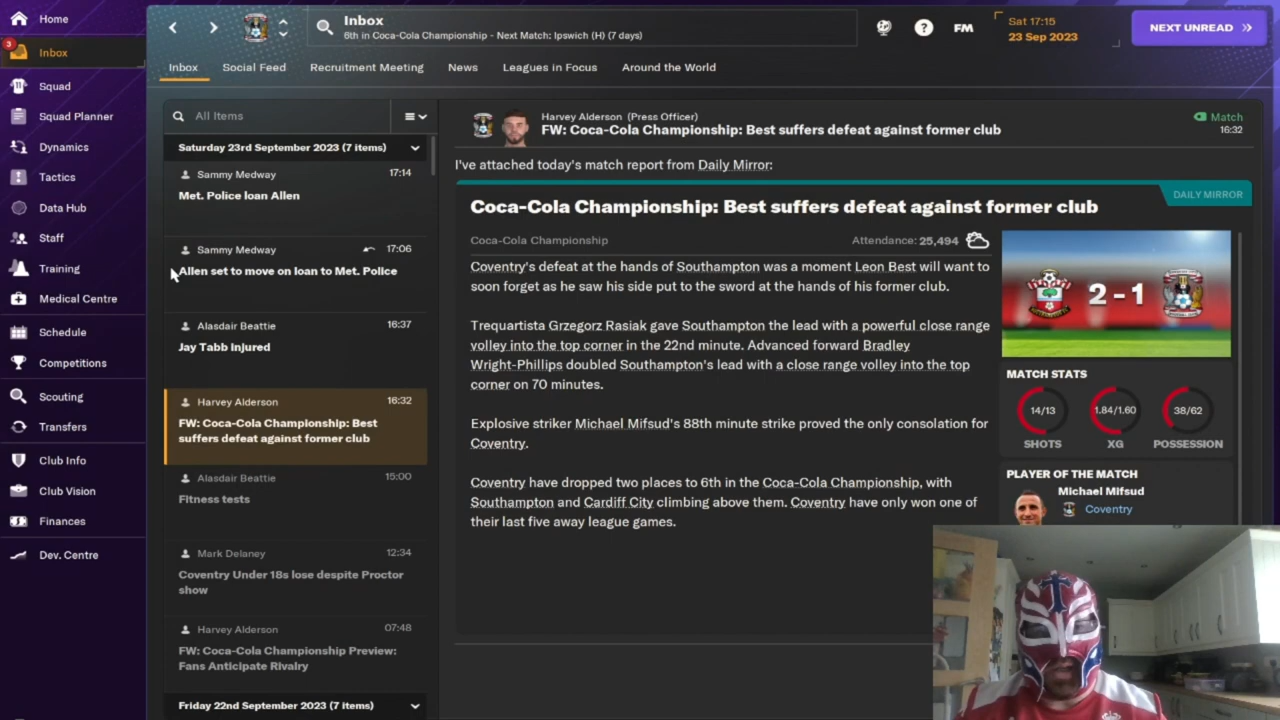 Home
3
Inbox
Squad
Squad Planner
Dynamics
Tactics
Data Hub
Staff
Training
Medical Centre
Schedule
Competitions
Scouting
Transfers
Club Info
Club Vision
Finances
Dev. Centre
Inbox
6th in Coca-Cola Championship - Next Match: Ipswich (H) (7 days)
?
FM
Sat 17:15
23 Sep 2023
NEXT UNREAD
Inbox
Social Feed
Recruitment Meeting
News
Leagues in Focus
Around the World
All Items
Saturday 23rd September 2023 (7 items)
Sammy Medway 17:14
Met. Police loan Allen
Sammy Medway 17:06
Allen set to move on loan to Met. Police
Alasdair Beattie 16:37
Jay Tabb injured
Harvey Alderson 16:32
FW: Coca-Cola Championship: Best
suffers defeat against former club
Alasdair Beattie 15:00
Fitness tests
Mark Delaney 12:34
Coventry Under 18s lose despite Proctor
show
Harvey Alderson 07:48
FW: Coca-Cola Championship Preview:
Fans Anticipate Rivalry
Friday 22nd September 2023 (7 items)
Harvey Alderson (Press Officer)
FW: Coca-Cola Championship: Best suffers defeat against former club
Match
16:32
I've attached today's match report from Daily Mirror:
DAILY MIRROR
Coca-Cola Championship: Best suffers defeat against former club
Coca-Cola Championship
Attendance: 25,494
Coventry's defeat at the hands of Southampton was a moment Leon Best will want to
soon forget as he saw his side put to the sword at the hands of his former club.
Trequartista Grzegorz Rasiak gave Southampton the lead with a powerful close range
volley into the top corner in the 22nd minute. Advanced forward Bradley
Wright-Phillips doubled Southampton's lead with a close range volley into the top
corner on 70 minutes.
Explosive striker Michael Mifsud's 88th minute strike proved the only consolation for
Coventry.
Coventry have dropped two places to 6th in the Coca-Cola Championship, with
Southampton and Cardiff City climbing above them. Coventry have only won one of
their last five away league games.
2 - 1
MATCH STATS
14/13
1.84/1.60
38/62
SHOTS
XG
POSSESSION
PLAYER OF THE MATCH
Michael Mifsud
Coventry